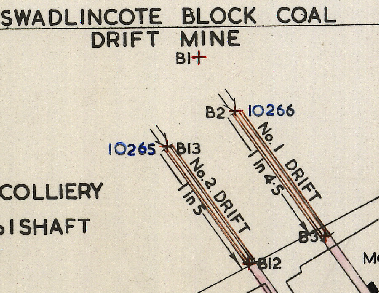 SWADLINCOTE BLOCK COAL
DRIFT MINE
B1
B2 10266
10265 B13
No.1 DRIFT
1 in 4.5
No.2 DRIFT
1 in 5
COLLIERY
1 SHAFT
B3
B12